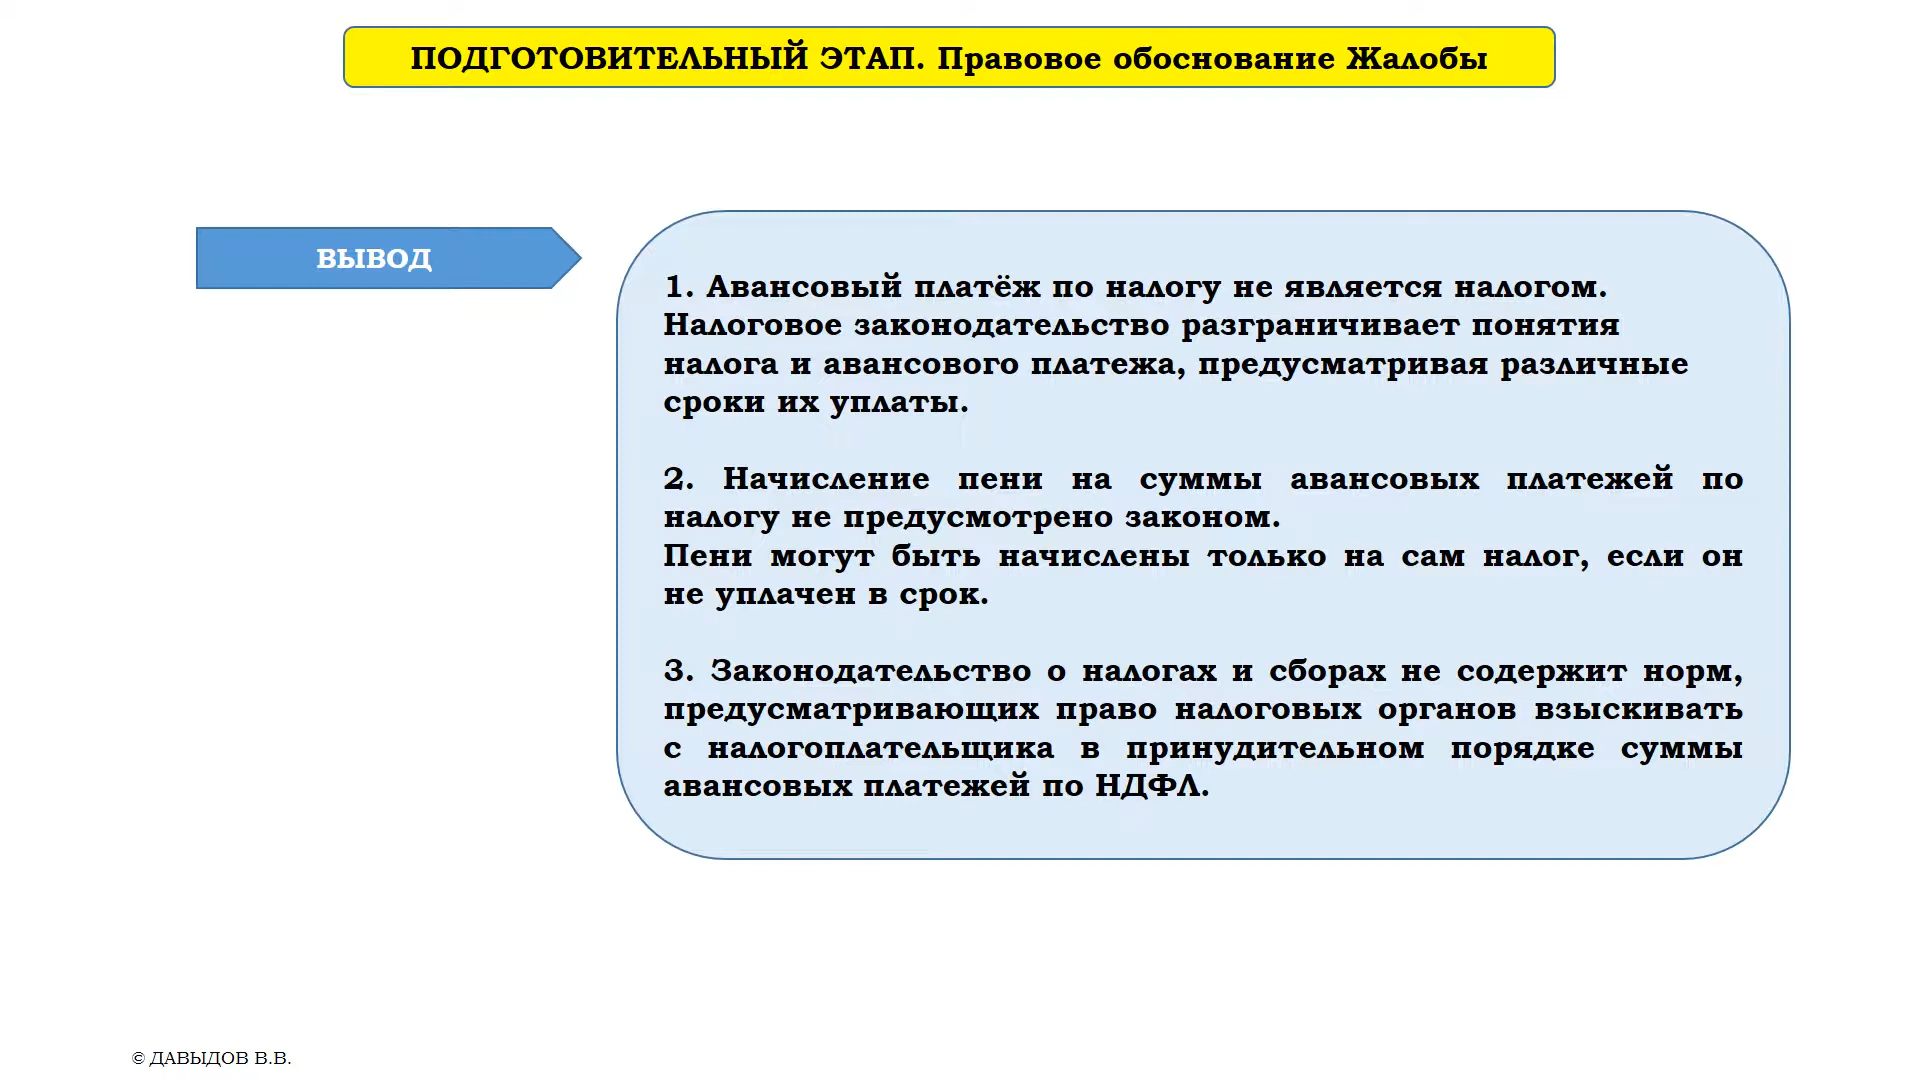 ПОДГОТОВИТЕЛЬНЫЙ ЭТАП. Правовое обоснование Жалобы
ВЫВОД
1. Авансовый платёж по налогу не является налогом.
Налоговое законодательство разграничивает понятия
налога и авансового платежа, предусматривая различные
сроки их уплаты.
2. Начисление пени на суммы авансовых платежей по
налогу не предусмотрено законом.
Пени могут быть начислены только на сам налог, если он
не уплачен в срок.
3. Законодательство о налогах и сборах не содержит норм,
предусматривающих право налоговых органов взыскивать
с налогоплательщика в принудительном порядке суммы
авансовых платежей по НДФЛ.
© ДАВЫДОВ В.В.